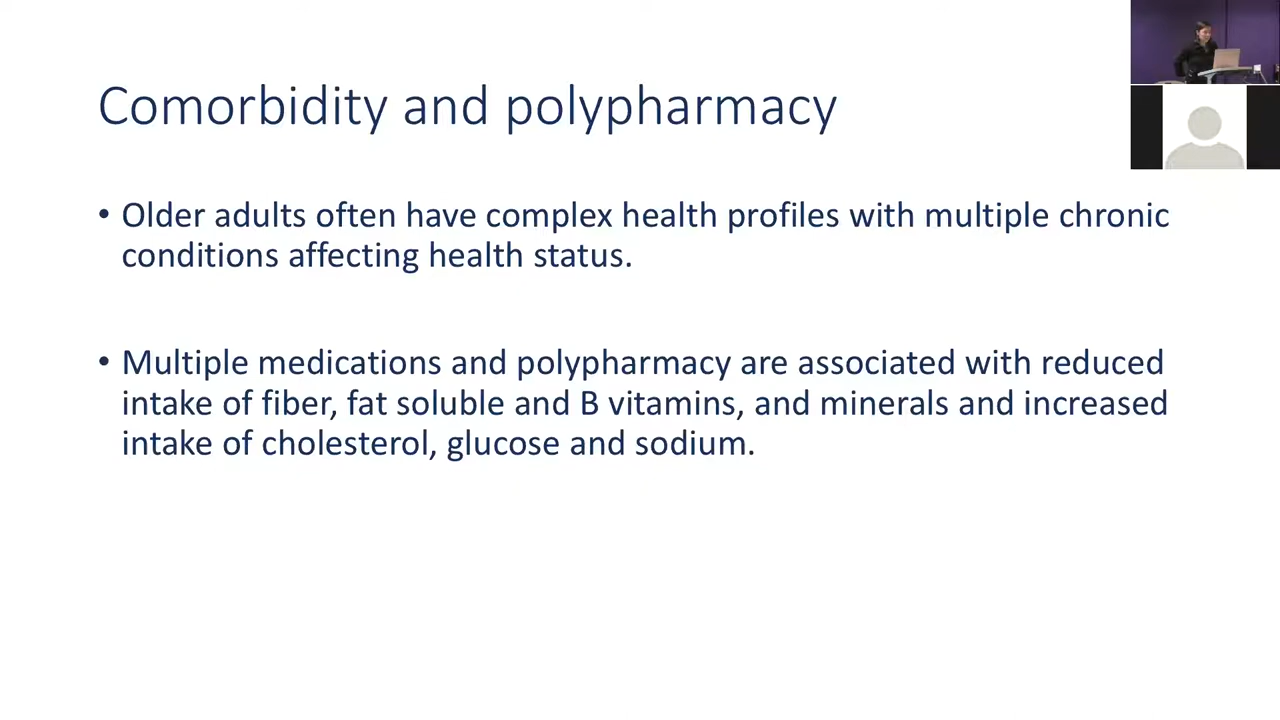 Comorbidity and polypharmacy
• Older adults often have complex health profiles with multiple chronic
conditions affecting health status.
• Multiple medications and polypharmacy are associated with reduced
intake of fiber, fat soluble and B vitamins, and minerals and increased
intake of cholesterol, glucose and sodium.